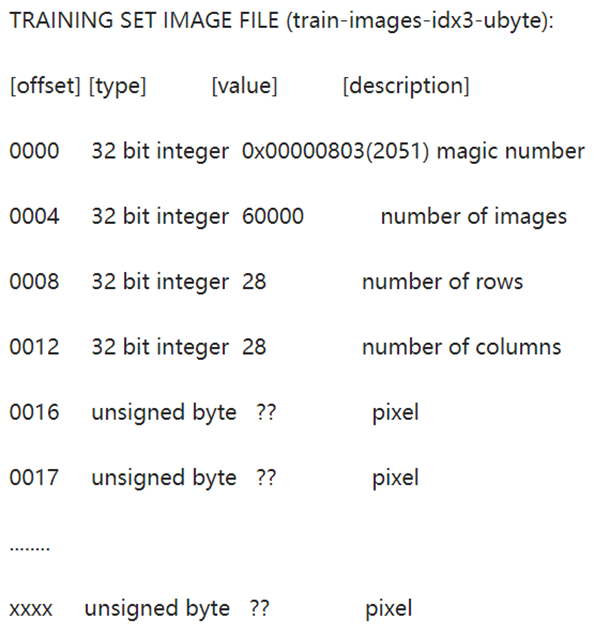 TRAINING SET IMAGE FILE (train-images-idx3-ubyte):
[offset] [type] [value] [description]
0000 32 bit integer 0x00000803(2051) magic number
0004 32 bit integer 60000 number of images
0008 32 bit integer 28 number of rows
0012 32 bit integer 28 number of columns
0016 unsigned byte ?? pixel
0017 unsigned byte ?? pixel
........
xxxx unsigned byte ?? pixel